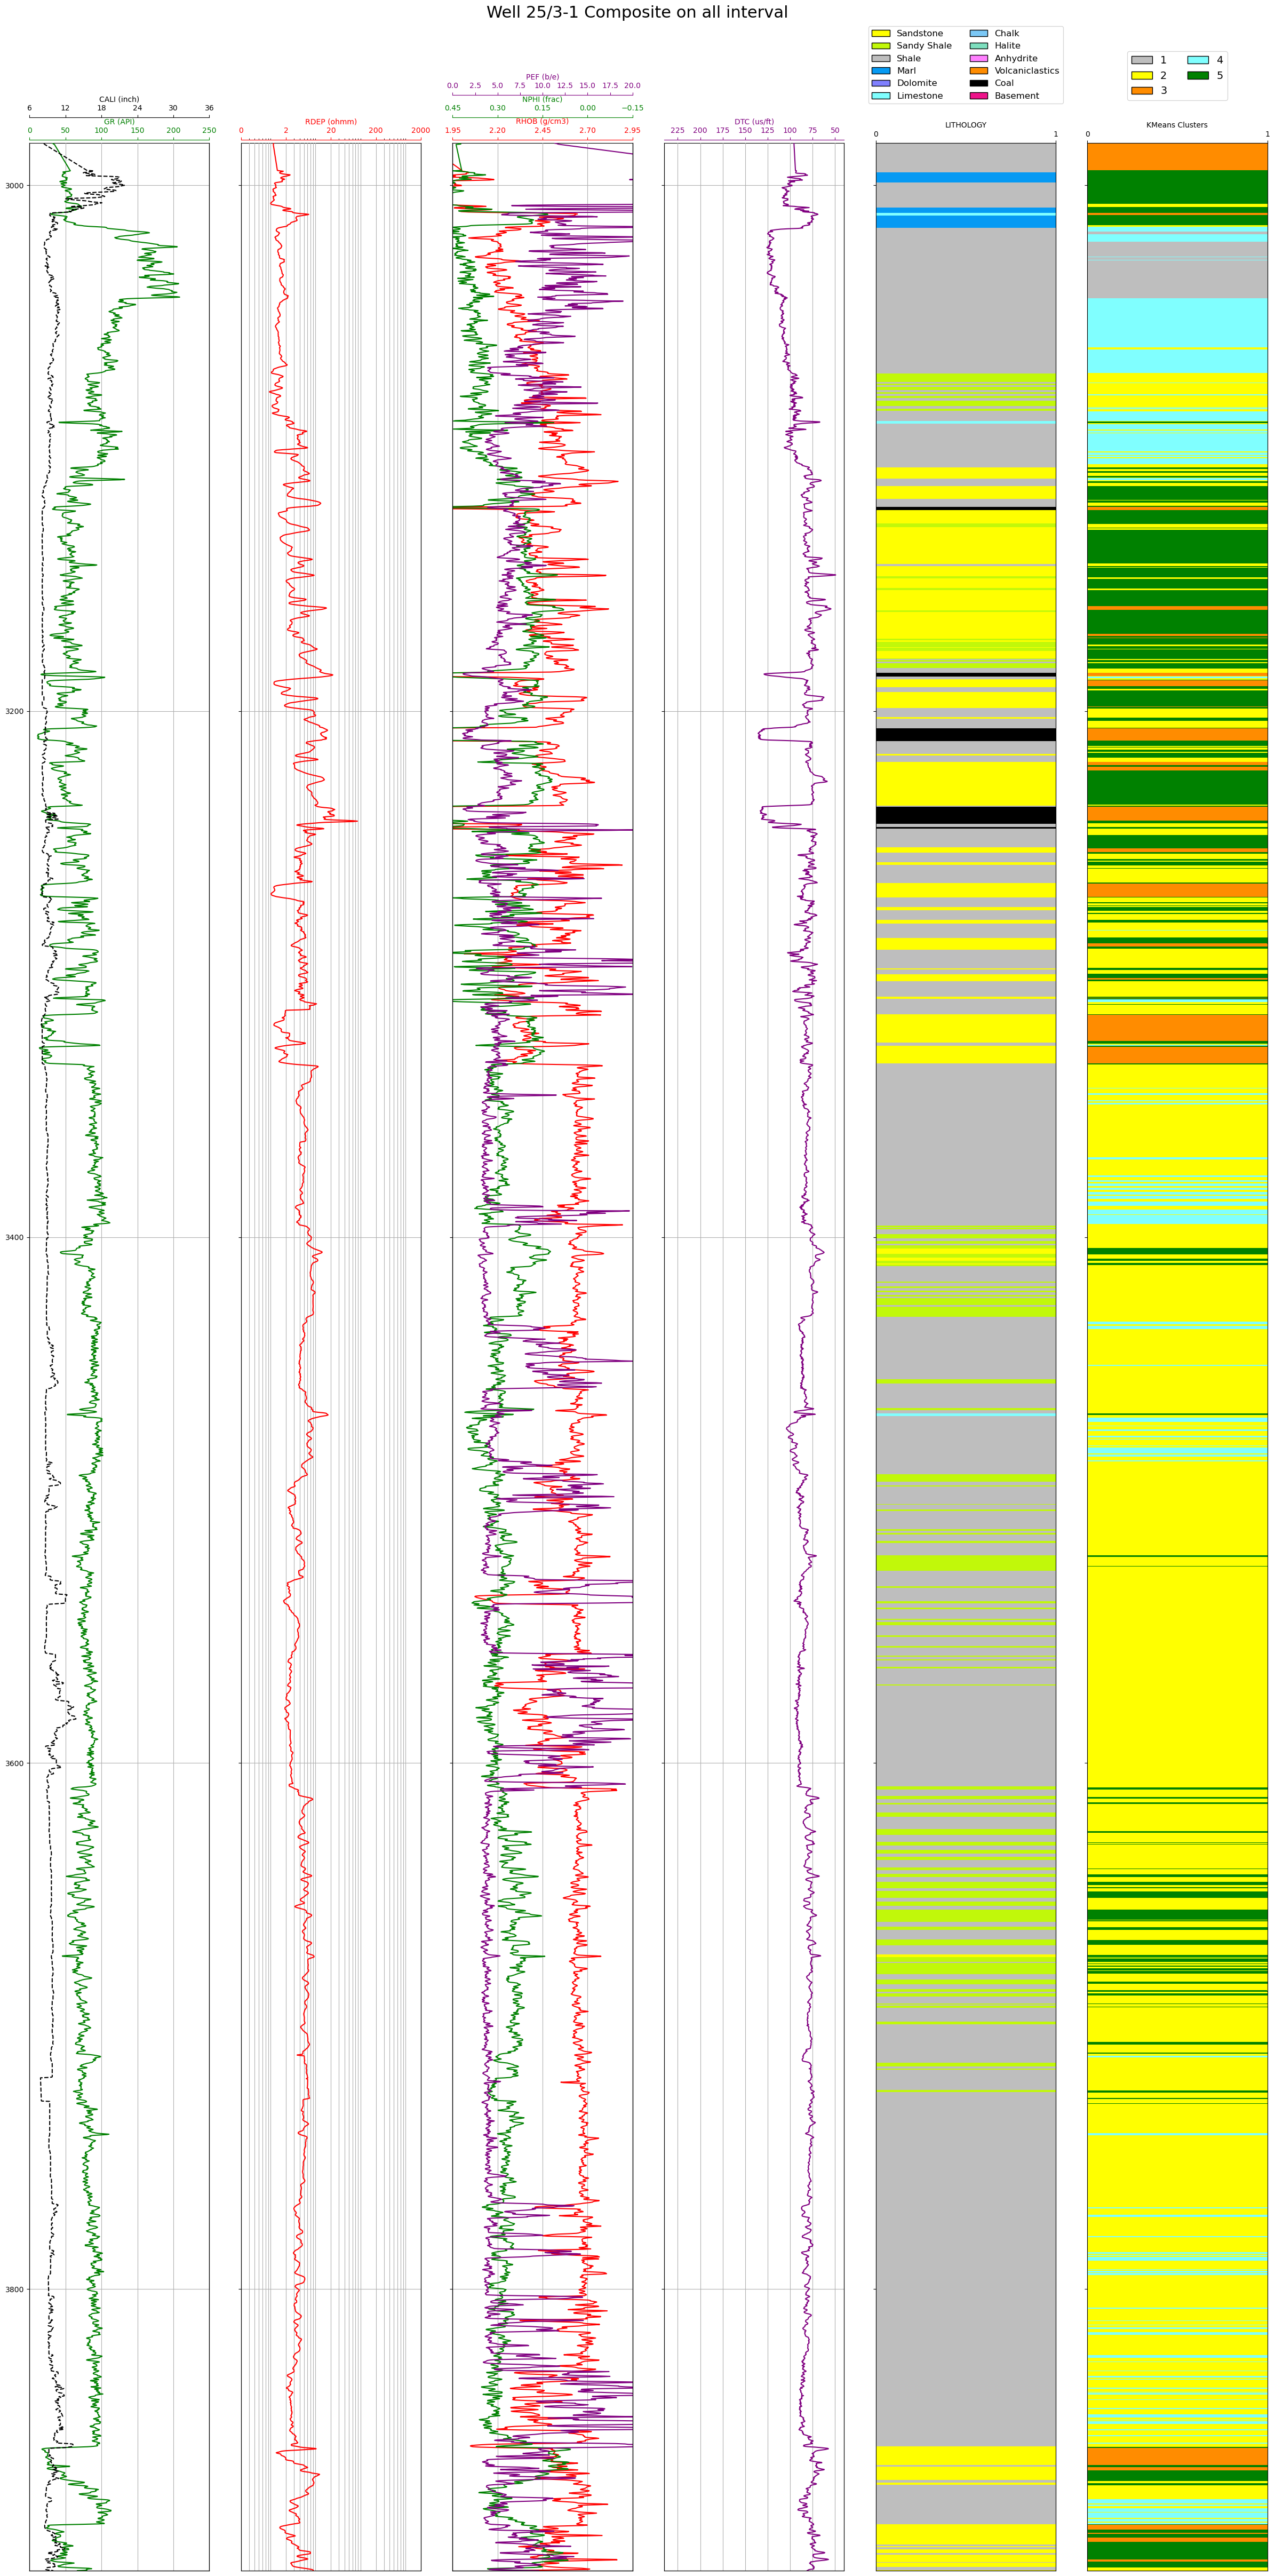 Well 25/3-1 Composite on all interval
Sandstone Chalk
Sandy Shale Halite
Shale Anhydrite
Marl Volcaniclastics
Dolomite Coal
Limestone Basement
1 4
2 5
3
PEF (b/e)
0.0 2.5 5.0 7.5 10.0 12.5 15.0 17.5 20.0
CALI (inch)
6 12 18 24 30 36
NPHI (frac)
0.45 0.30 0.15 0.00 −0.15
GR (API)
0 50 100 150 200 250
RDEP (ohmm)
0 2 20 200 2000
RHOB (g/cm3)
1.95 2.20 2.45 2.70 2.95
DTC (us/ft)
225 200 175 150 125 100 75 50
LITHOLOGY
0 1
KMeans Clusters
0 1
3000
3200
3400
3600
3800